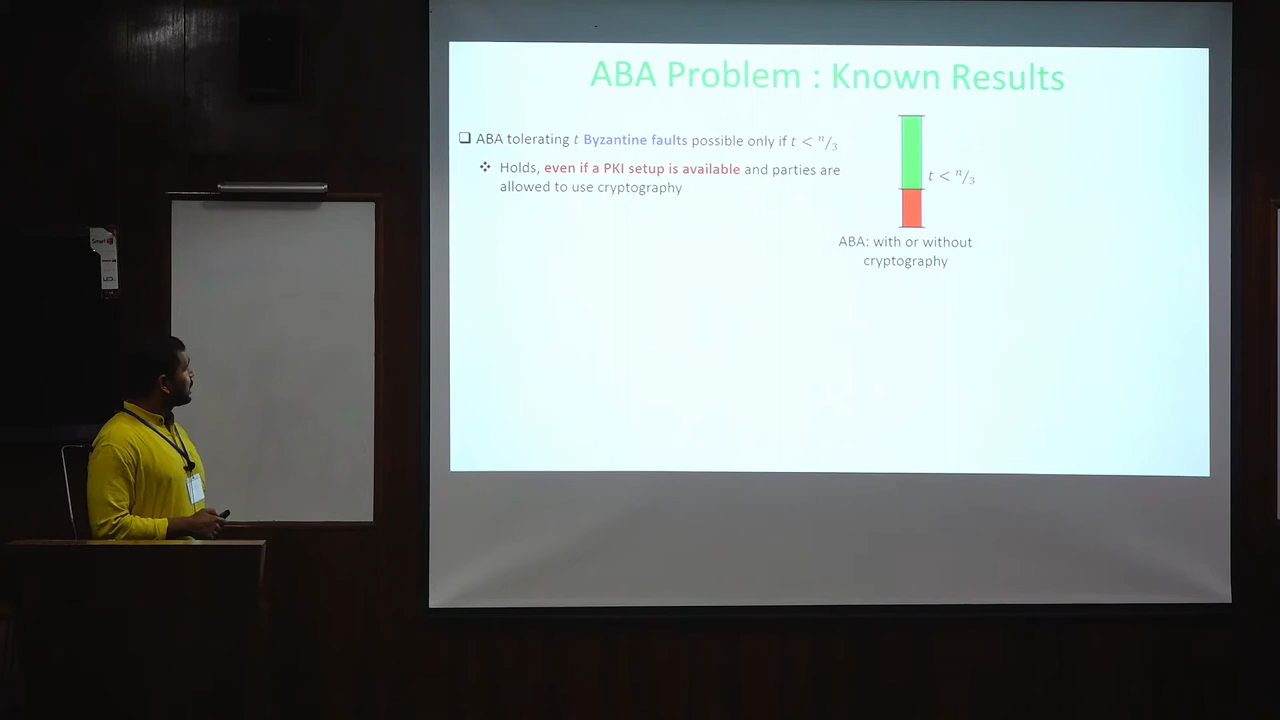 ABA Problem : Known Results
❑ ABA tolerating t Byzantine faults possible only if t < n/3
❖ Holds, even if a PKI setup is available and parties are
allowed to use cryptography
t < n/3
ABA: with or without
cryptography